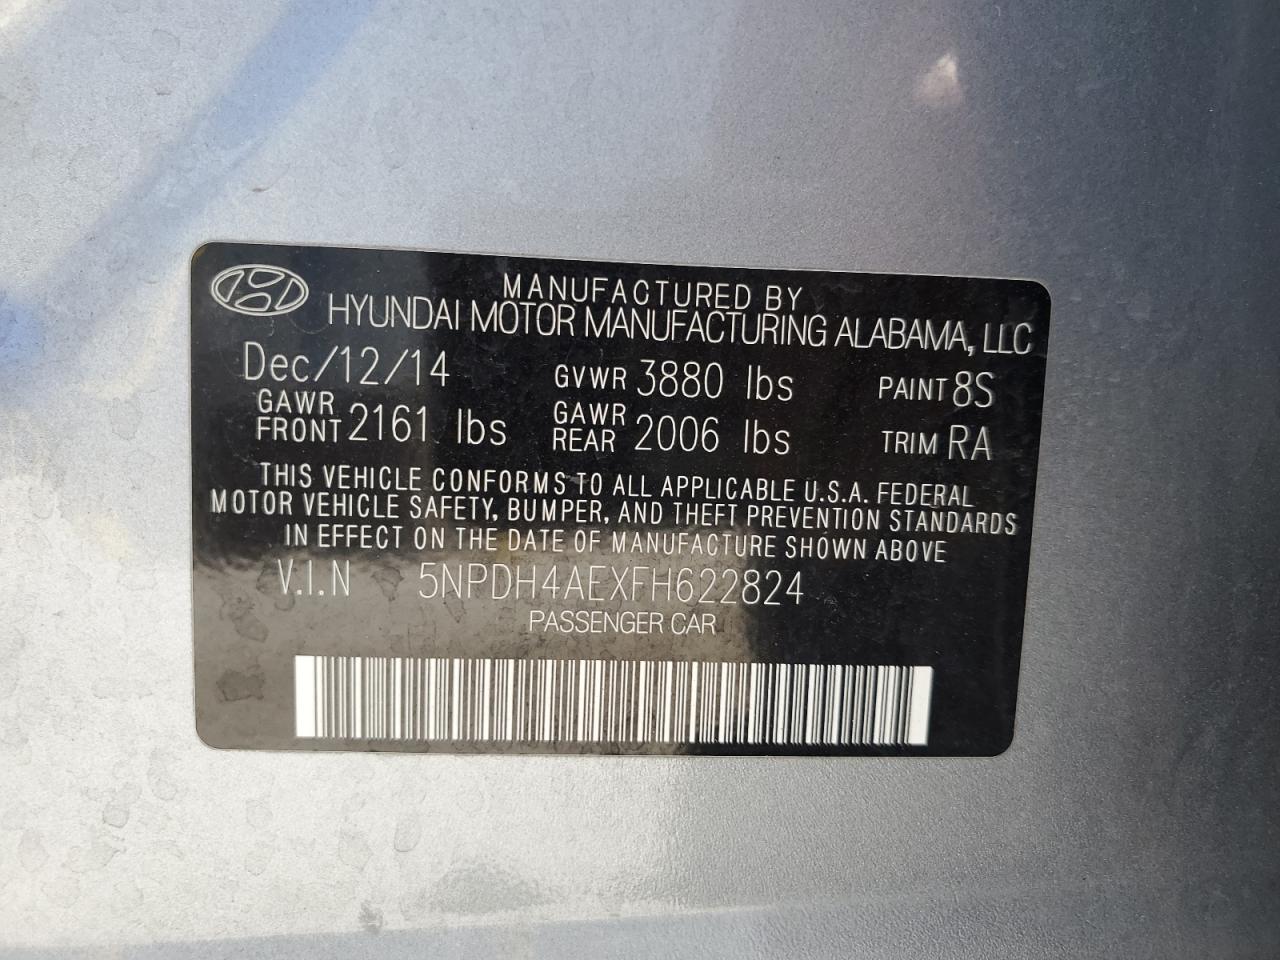 MANUFACTURED BY
HYUNDAI MOTOR MANUFACTURING ALABAMA, LLC
Dec/12/14 GVWR 3880 lbs PAINT 8S
GAWR FRONT 2161 lbs GAWR REAR 2006 lbs TRIM RA
THIS VEHICLE CONFORMS TO ALL APPLICABLE U.S.A. FEDERAL
MOTOR VEHICLE SAFETY, BUMPER, AND THEFT PREVENTION STANDARDS
IN EFFECT ON THE DATE OF MANUFACTURE SHOWN ABOVE
V.I.N 5NPDH4AEXFH622824
PASSENGER CAR